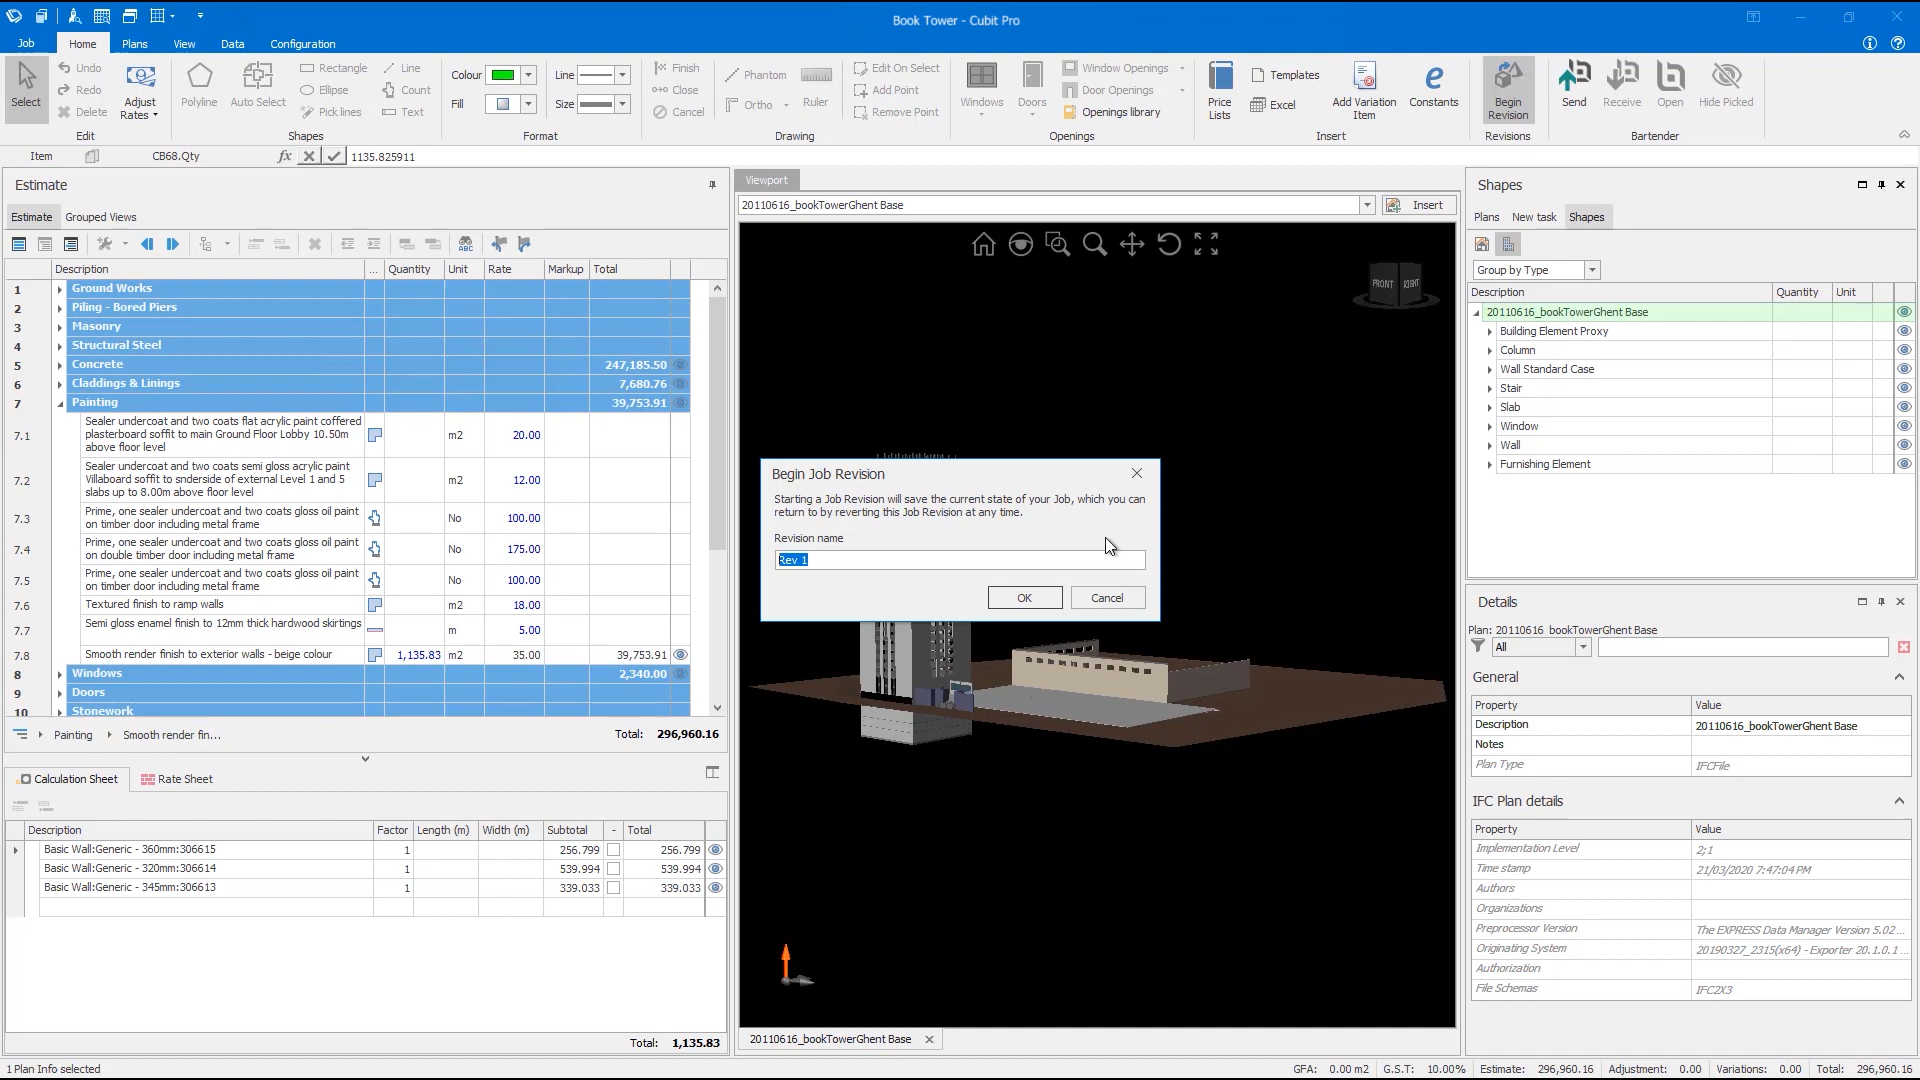 Book Tower - Cubit Pro
Job
Home
Plans
View
Data
Configuration
Select
Undo
Redo
Delete
Adjust
Rates
Edit
Polyline
Auto Select
Rectangle
Ellipse
Pick lines
Line
Count
Text
Shapes
Colour
Fill
Line
Size
Format
Finish
Close
Cancel
Phantom
Ortho
Ruler
Edit On Select
Add Point
Remove Point
Drawing
Windows
Doors
Window Openings
Door Openings
Openings library
Openings
Price
Lists
Templates
Excel
Add Variation
Item
Constants
Insert
Begin
Revision
Revisions
Send
Receive
Open
Hide Picked
Bartender
Item
CB68.Qty
fx
1135.825911
Estimate
Estimate
Grouped Views
ABC
Description ... Quantity Unit Rate Markup Total
1 Ground Works
2 Piling - Bored Piers
3 Masonry
4 Structural Steel
5 Concrete 247,185.50
6 Claddings & Linings 7,680.76
7 Painting 39,753.91
7.1 Sealer undercoat and two coats flat acrylic paint coffered
plasterboard soffit to main Ground Floor Lobby 10.50m m2 20.00
above floor level
7.2 Sealer undercoat and two coats semi gloss acrylic paint
Villaboard soffit to snderside of external Level 1 and 5 m2 12.00
slabs up to 8.00m above floor level
7.3 Prime, one sealer undercoat and two coats gloss oil paint No 100.00
on timber door including metal frame
7.4 Prime, one sealer undercoat and two coats gloss oil paint No 175.00
on double timber door including metal frame
7.5 Prime, one sealer undercoat and two coats gloss oil paint No 100.00
on timber door including metal frame
7.6 Textured finish to ramp walls m2 18.00
7.7 Semi gloss enamel finish to 12mm thick hardwood skirtings m 5.00
7.8 Smooth render finish to exterior walls - beige colour 1,135.83 m2 35.00 39,753.91
8 Windows 2,340.00
9 Doors
10 Stonework
Painting Smooth render fin... Total: 296,960.16
Calculation Sheet
Rate Sheet
Description Factor Length (m) Width (m) Subtotal - Total
Basic Wall:Generic - 360mm:306615 1 256.799 256.799
Basic Wall:Generic - 320mm:306614 1 539.994 539.994
Basic Wall:Generic - 345mm:306613 1 339.033 339.033
Total: 1,135.83
Viewport
20110616_bookTowerGhent Base
Insert
FRONT
RIGHT
Begin Job Revision
Starting a Job Revision will save the current state of your Job, which you can
return to by reverting this Job Revision at any time.
Revision name
Rev 1
OK
Cancel
20110616_bookTowerGhent Base
Shapes
Plans
New task
Shapes
Group by Type
Description Quantity Unit
20110616_bookTowerGhent Base
Building Element Proxy
Column
Wall Standard Case
Stair
Slab
Window
Wall
Furnishing Element
Details
Plan: 20110616_bookTowerGhent Base
All
General
Property Value
Description 20110616_bookTowerGhent Base
Notes
Plan Type IFCFile
IFC Plan details
Property Value
Implementation Level 2;1
Time stamp 21/03/2020 7:47:04 PM
Authors
Organizations
Preprocessor Version The EXPRESS Data Manager Version 5.02 ...
Originating System 20190327_2315(x64) - Exporter 20.1.0.1 ...
Authorization
File Schemas IFC2X3
1 Plan Info selected
GFA: 0.00 m2 G.S.T: 10.00% Estimate: 296,960.16 Adjustment: 0.00 Variations: 0.00 Total: 296,960.16